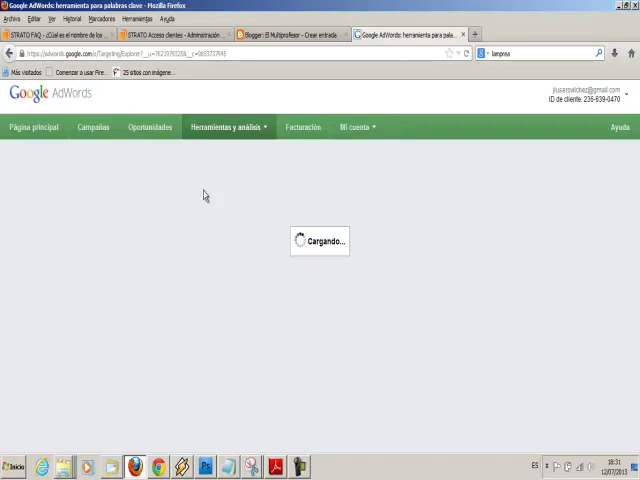 Google AdWords: herramienta para palabras clave - Mozilla Firefox
Archivo Editar Ver Historial Marcadores Herramientas Ayuda
STRATO FAQ - ¿Cuál es el nombre de los ...
STRATO Acceso clientes - Administración ...
Blogger: El Multiprofesor - Crear entrada
Google AdWords: herramienta para pala...
lamprea
Más visitados Comenzar a usar Fire... 25 sitios con imágene...
Google AdWords
jluserovilchez@gmail.com
ID de cliente: 236-639-0470
Página principal Campañas Oportunidades Herramientas y análisis Facturación Mi cuenta Ayuda
Cargando...
Inicio
ES
18:31
12/07/2013